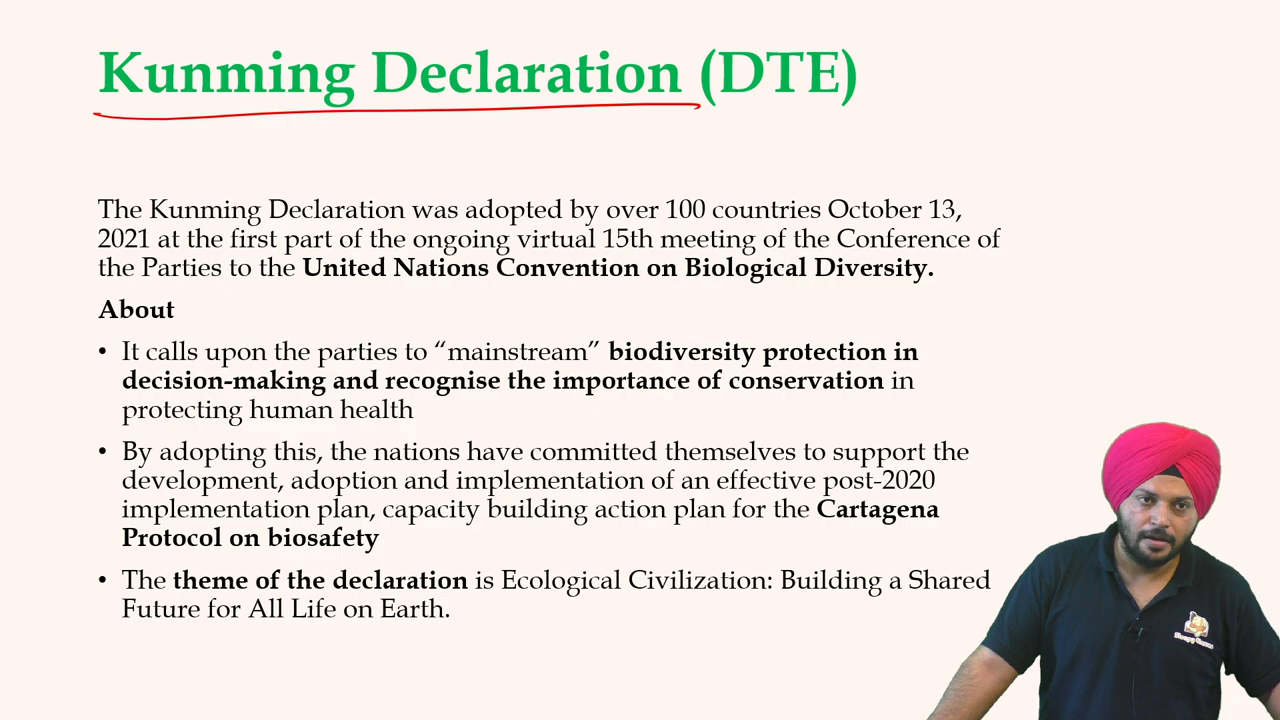 Kunming Declaration (DTE)
The Kunming Declaration was adopted by over 100 countries October 13,
2021 at the first part of the ongoing virtual 15th meeting of the Conference of
the Parties to the United Nations Convention on Biological Diversity.
About
• It calls upon the parties to “mainstream” biodiversity protection in
decision-making and recognise the importance of conservation in
protecting human health
• By adopting this, the nations have committed themselves to support the
development, adoption and implementation of an effective post-2020
implementation plan, capacity building action plan for the Cartagena
Protocol on biosafety
• The theme of the declaration is Ecological Civilization: Building a Shared
Future for All Life on Earth.